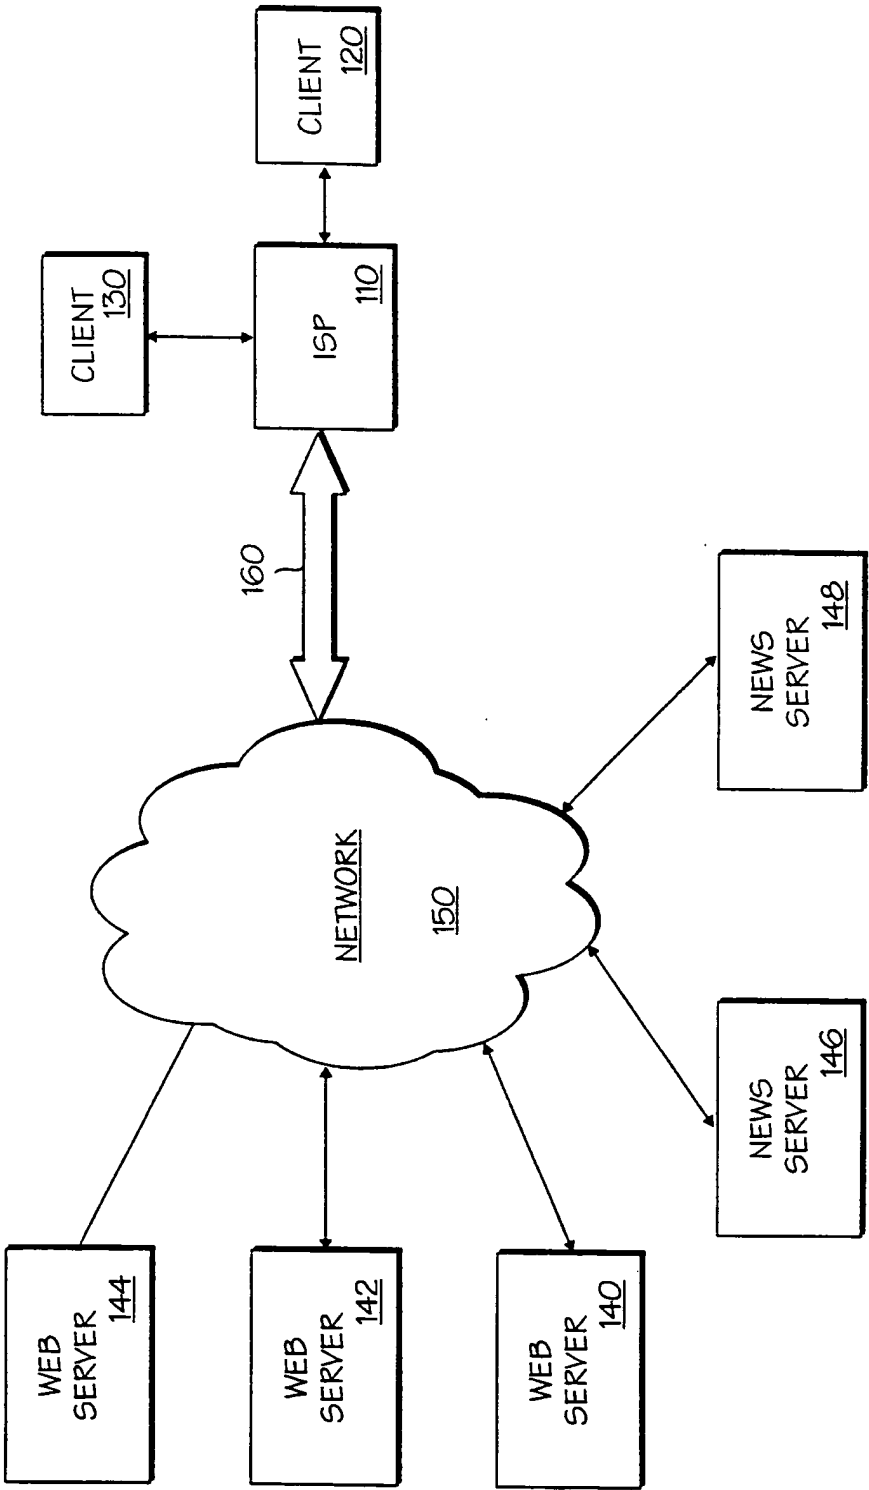 WEB
SERVER
144
WEB
SERVER
142
WEB
SERVER
140
NETWORK
150
160
CLIENT
130
ISP
110
CLIENT
120
NEWS
SERVER
146
NEWS
SERVER
148